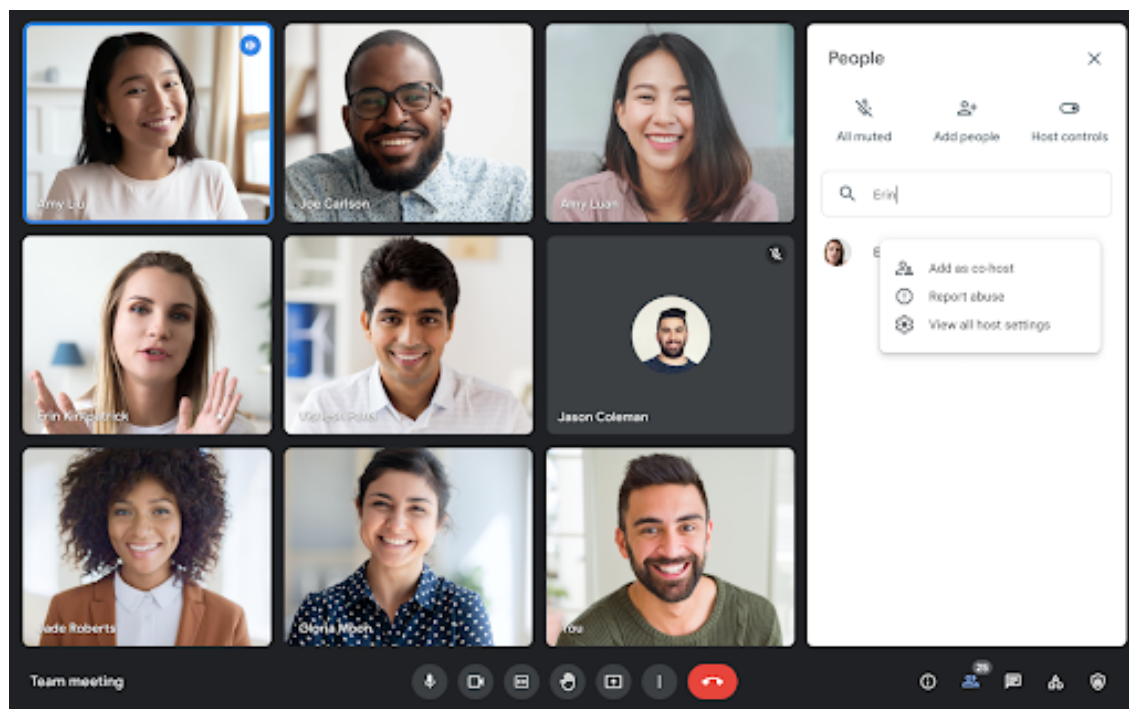 Amy Liu
Joe Carlson
Amy Luan
Erin Kirkpatrick
Jason Coleman
Jade Roberts
Gloria Moon
You
People
All muted
Add people
Host controls
Erin
E
Add as co-host
Report abuse
View all host settings
Team meeting
25